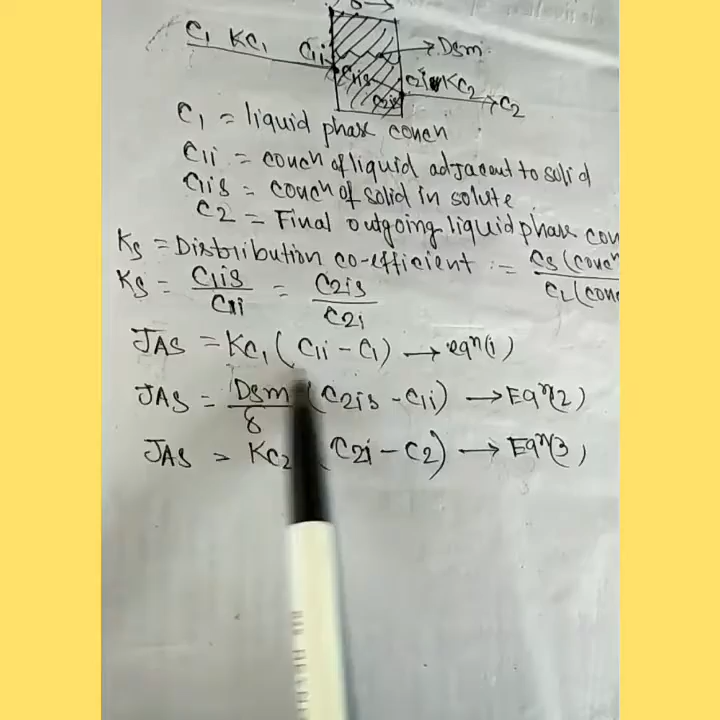 δ
C1 KC1 C1i → Dsm
C1is C2i KC2
C2is → C2
C1 = liquid phase concn
C1i = concn of liquid adjacent to solid
C1is = concn of solid in solute
C2 = Final outgoing liquid phase con
Ks = Distribution co-efficient := Cs (concn
CL (con
Ks = C1is / C1i = C2is / C2i
JAS = KC1 (C1i - C1) → eqn(1)
JAS = Dsm / δ (C2is - C1i) → Eqn(2)
JAS = KC2 (C2i - C2) → Eqn(3)